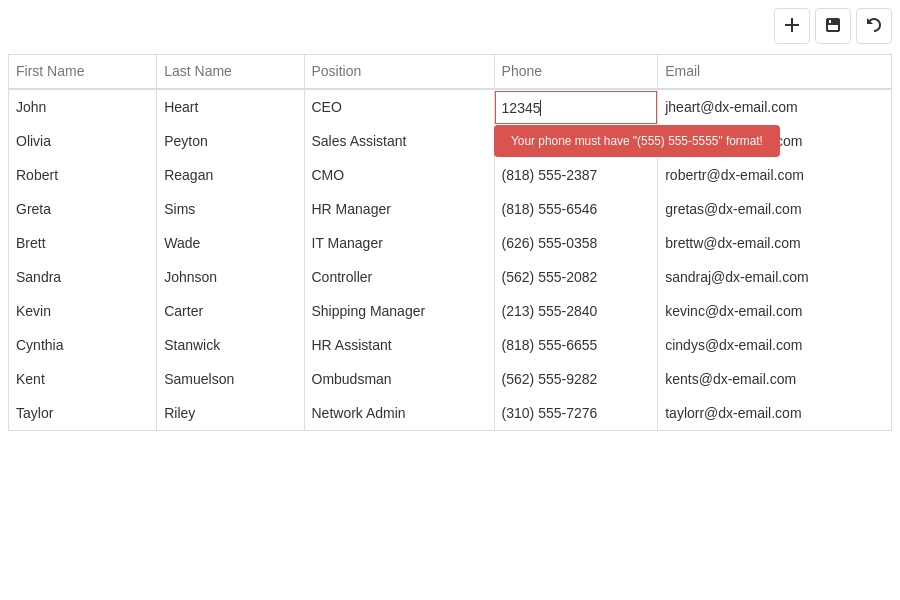 First Name Last Name Position Phone Email
John Heart CEO 12345 jheart@dx-email.com
Olivia Peyton Sales Assistant Your phone must have "(555) 555-5555" format! com
Robert Reagan CMO (818) 555-2387 robertr@dx-email.com
Greta Sims HR Manager (818) 555-6546 gretas@dx-email.com
Brett Wade IT Manager (626) 555-0358 brettw@dx-email.com
Sandra Johnson Controller (562) 555-2082 sandraj@dx-email.com
Kevin Carter Shipping Manager (213) 555-2840 kevinc@dx-email.com
Cynthia Stanwick HR Assistant (818) 555-6655 cindys@dx-email.com
Kent Samuelson Ombudsman (562) 555-9282 kents@dx-email.com
Taylor Riley Network Admin (310) 555-7276 taylorr@dx-email.com